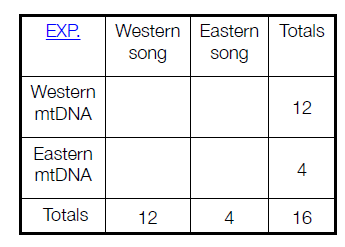 EXP. Western Eastern Totals
song song
Western
mtDNA 12
Eastern
mtDNA 4
Totals 12 4 16